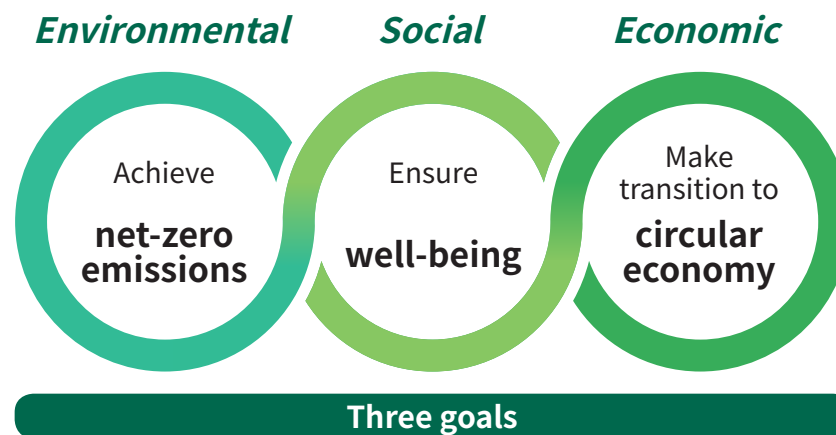 Environmental
Social
Economic
Achieve
net-zero
emissions
Ensure
well-being
Make
transition to
circular
economy
Three goals